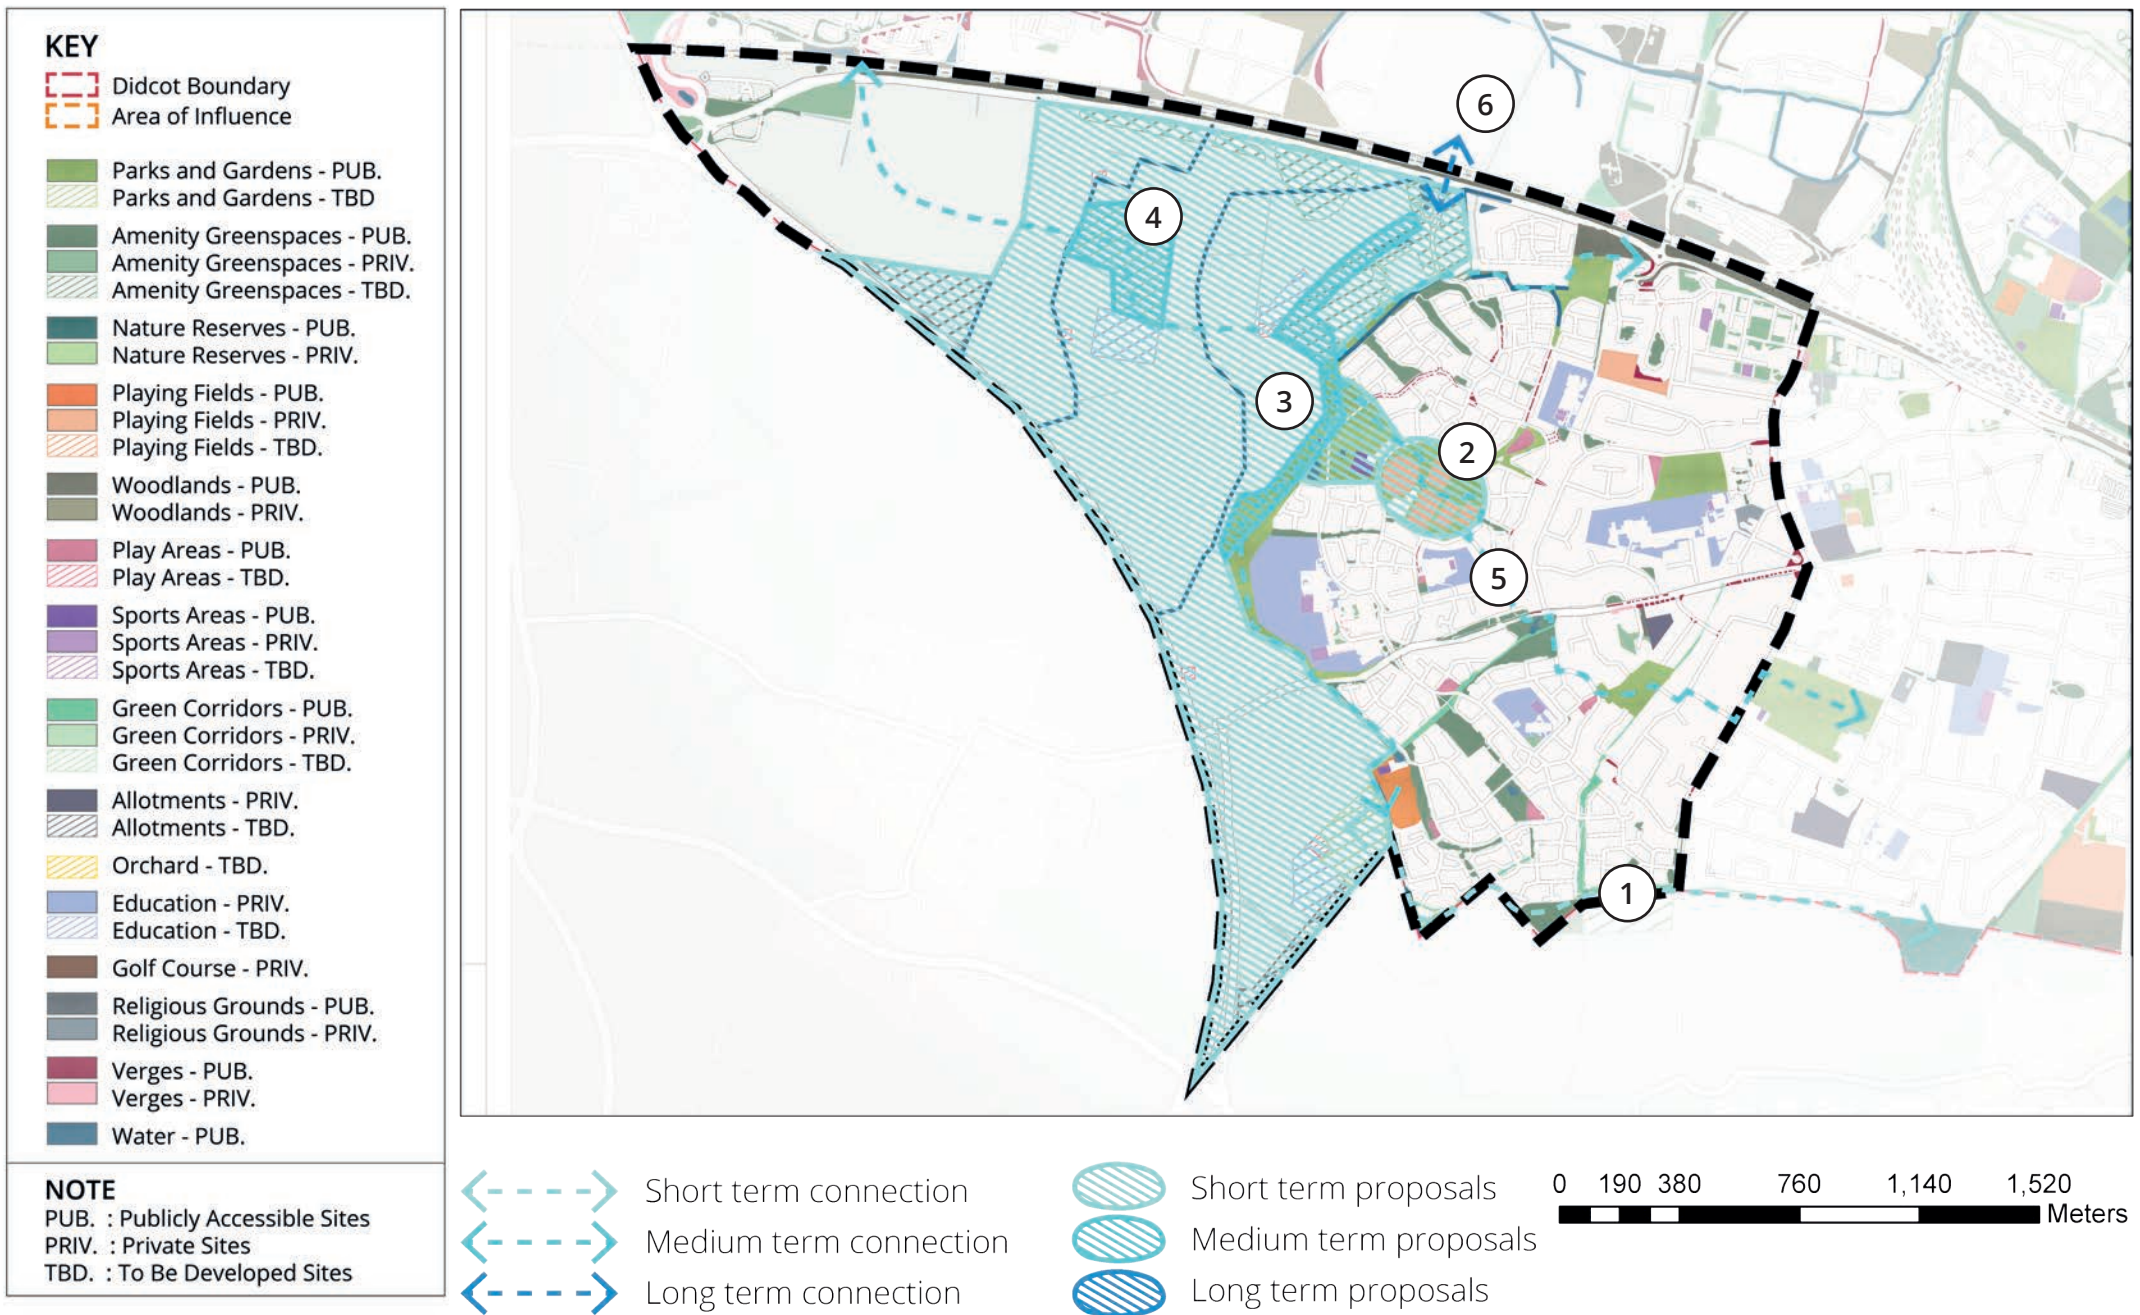 KEY
Didcot Boundary
Area of Influence
Parks and Gardens - PUB.
Parks and Gardens - TBD
Amenity Greenspaces - PUB.
Amenity Greenspaces - PRIV.
Amenity Greenspaces - TBD.
Nature Reserves - PUB.
Nature Reserves - PRIV.
Playing Fields - PUB.
Playing Fields - PRIV.
Playing Fields - TBD.
Woodlands - PUB.
Woodlands - PRIV.
Play Areas - PUB.
Play Areas - TBD.
Sports Areas - PUB.
Sports Areas - PRIV.
Sports Areas - TBD.
Green Corridors - PUB.
Green Corridors - PRIV.
Green Corridors - TBD.
Allotments - PRIV.
Allotments - TBD.
Orchard - TBD.
Education - PRIV.
Education - TBD.
Golf Course - PRIV.
Religious Grounds - PUB.
Religious Grounds - PRIV.
Verges - PUB.
Verges - PRIV.
Water - PUB.
NOTE
PUB. : Publicly Accessible Sites
PRIV. : Private Sites
TBD. : To Be Developed Sites
6
4
3
2
5
1
Short term connection
Medium term connection
Long term connection
Short term proposals
Medium term proposals
Long term proposals
0 190 380 760 1,140 1,520
Meters